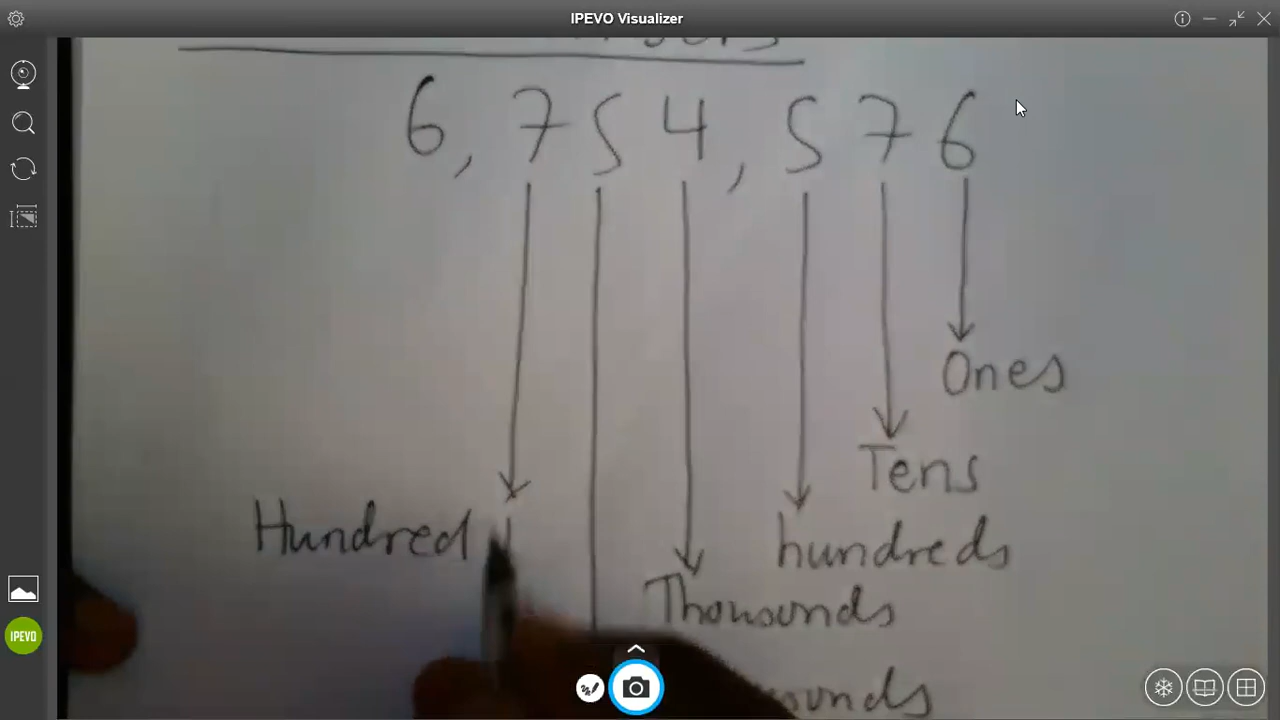 IPEVO Visualizer
6,754,576
Ones
Tens
Hundred
hundreds
Thousands
IPEVO